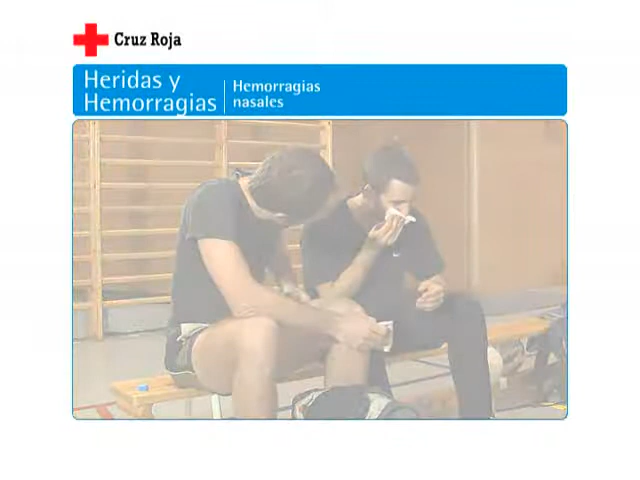 Cruz Roja
Heridas y
Hemorragias
Hemorragias
nasales